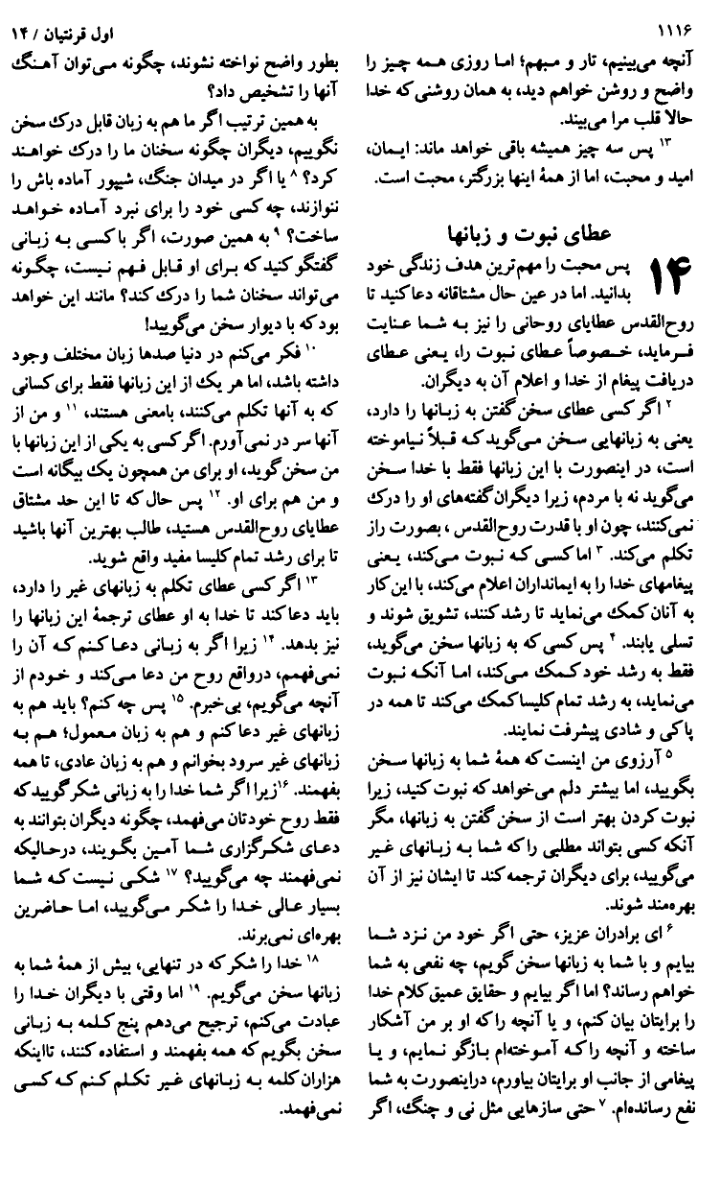 ۱۱۱۶
اول قرنتیان / ۱۴
آنچه می‌بینیم، تار و مبهم؛ اما روزی همه چیز را
واضح و روشن خواهم دید، به همان روشنی که خدا
حالا قلب مرا می‌بیند.
۱۳ پس سه چیز همیشه باقی خواهد ماند: ایمان،
امید و محبت، اما از همهٔ اینها بزرگتر، محبت است.
عطای نبوت و زبانها
۱۴ پس محبت را مهم‌ترین هدف زندگی خود
بدانید. اما در عین حال مشتاقانه دعا کنید تا
روح‌القدس عطایای روحانی را نیز به شما عنایت
فرماید، خصوصاً عطای نبوت را، یعنی عطای
دریافت پیغام از خدا و اعلام آن به دیگران.
۲ اگر کسی عطای سخن گفتن به زبانها را دارد،
یعنی به زبانهایی سخن می‌گوید که قبلاً نیاموخته
است، در اینصورت با این زبانها فقط با خدا سخن
می‌گوید نه با مردم، زیرا دیگران گفته‌های او را درک
نمی‌کنند، چون او با قدرت روح‌القدس ، بصورت راز
تکلم می‌کند. ۳ اما کسی که نبوت می‌کند، یعنی
پیغامهای خدا را به ایمانداران اعلام می‌کند، با این کار
به آنان کمک می‌نماید تا رشد کنند، تشویق شوند و
تسلی یابند. ۴ پس کسی که به زبانها سخن می‌گوید،
فقط به رشد خود کمک می‌کند، اما آنکه نبوت
می‌نماید، به رشد تمام کلیسا کمک می‌کند تا همه در
پاکی و شادی پیشرفت نمایند.
۵ آرزوی من اینست که همهٔ شما به زبانها سخن
بگویید، اما بیشتر دلم می‌خواهد که نبوت کنید، زیرا
نبوت کردن بهتر است از سخن گفتن به زبانها، مگر
آنکه کسی بتواند مطلبی را که شما به زبانهای غیر
می‌گویید، برای دیگران ترجمه کند تا ایشان نیز از آن
بهره‌مند شوند.
۶ ای برادران عزیز، حتی اگر خود من نزد شما
بیایم و با شما به زبانها سخن گویم، چه نفعی به شما
خواهم رساند؟ اما اگر بیایم و حقایق عمیق کلام خدا
را برایتان بیان کنم، و یا آنچه را که او بر من آشکار
ساخته و آنچه را که آموخته‌ام بازگو نمایم، و یا
پیغامی از جانب او برایتان بیاورم، دراینصورت به شما
نفع رسانده‌ام. ۷ حتی سازهایی مثل نی و چنگ، اگر
بطور واضح نواخته نشوند، چگونه می‌توان آهنگ
آنها را تشخیص داد؟
به همین ترتیب اگر ما هم به زبان قابل درک سخن
نگوییم، دیگران چگونه سخنان ما را درک خواهند
کرد؟ ۸ یا اگر در میدان جنگ، شیپور آماده باش را
ننوازند، چه کسی خود را برای نبرد آماده خواهد
ساخت؟ ۹ به همین صورت، اگر با کسی به زبانی
گفتگو کنید که برای او قابل فهم نیست، چگونه
می‌تواند سخنان شما را درک کند؟ مانند این خواهد
بود که با دیوار سخن می‌گویید!
۱۰ فکر می‌کنم در دنیا صدها زبان مختلف وجود
داشته باشد، اما هر یک از این زبانها فقط برای کسانی
که به آنها تکلم می‌کنند، بامعنی هستند، ۱۱ و من از
آنها سر در نمی‌آورم. اگر کسی به یکی از این زبانها با
من سخن گوید، او برای من همچون یک بیگانه است
و من هم برای او. ۱۲ پس حال که تا این حد مشتاق
عطایای روح‌القدس هستید، طالب بهترین آنها باشید
تا برای رشد تمام کلیسا مفید واقع شوید.
۱۳ اگر کسی عطای تکلم به زبانهای غیر را دارد،
باید دعا کند تا خدا به او عطای ترجمهٔ این زبانها را
نیز بدهد. ۱۴ زیرا اگر به زبانی دعا کنم که آن را
نمی‌فهمم، درواقع روح من دعا می‌کند و خودم از
آنچه می‌گویم، بی‌خبرم. ۱۵ پس چه کنم؟ باید هم به
زبانهای غیر دعا کنم و هم به زبان معمول؛ هم به
زبانهای غیر سرود بخوانم و هم به زبان عادی، تا همه
بفهمند. ۱۶زیرا اگر شما خدا را به زبانی شکر گویید که
فقط روح خودتان می‌فهمد، چگونه دیگران بتوانند به
دعای شکرگزاری شما آمین بگویند، درحالیکه
نمی‌فهمند چه می‌گویید؟ ۱۷ شکی نیست که شما
بسیار عالی خدا را شکر می‌گویید، اما حاضرین
بهره‌ای نمی‌برند.
۱۸ خدا را شکر که در تنهایی، بیش از همهٔ شما به
زبانها سخن می‌گویم. ۱۹ اما وقتی با دیگران خدا را
عبادت می‌کنم، ترجیح می‌دهم پنج کلمه به زبانی
سخن بگویم که همه بفهمند و استفاده کنند، تااینکه
هزاران کلمه به زبانهای غیر تکلم کنم که کسی
نمی‌فهمد.